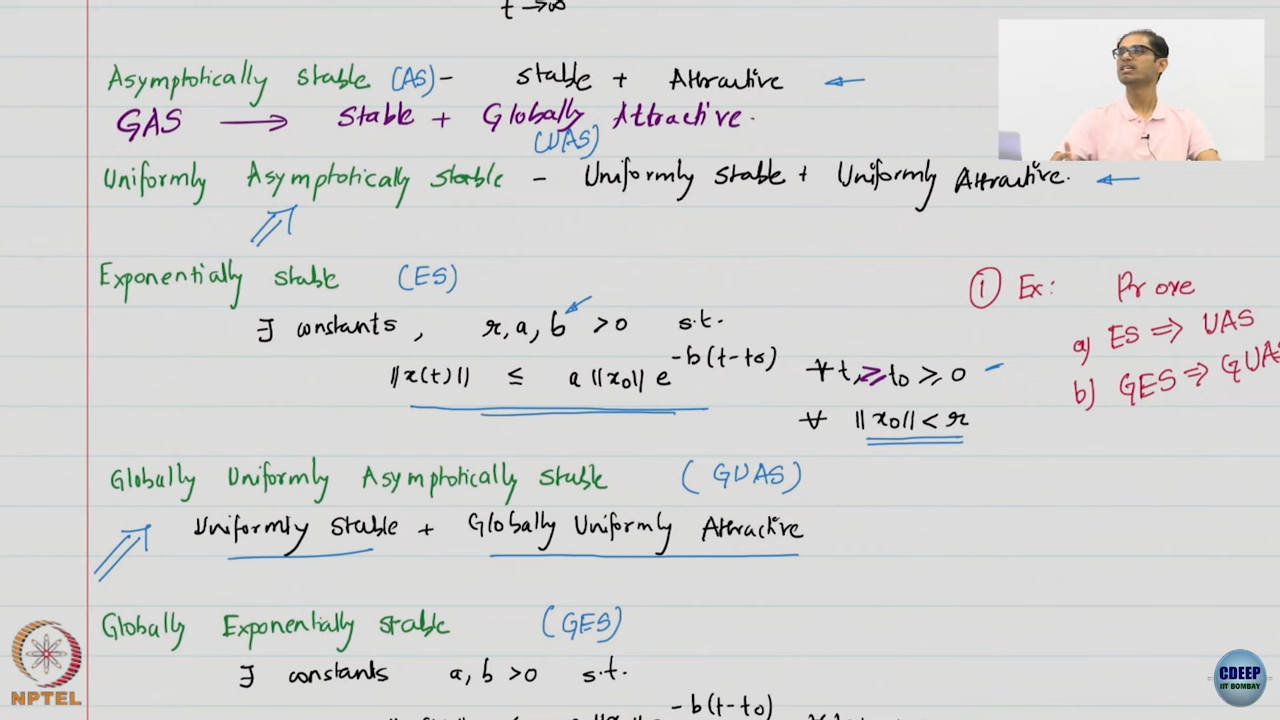 t → ∞
Asymptotically stable (AS) - stable + Attractive ←
GAS → stable + Globally Attractive.
(UAS)
Uniformly Asymptotically stable - Uniformly stable + Uniformly Attractive. ←
Exponentially stable (ES)
∃ constants, r, a, b > 0 s.t.
||x(t)|| ≤ a ||x₀|| e^{-b(t-t₀)} ∀ t ≥ t₀ ≥ 0
∀ ||x₀|| < r
① Ex: Prove
a) ES ⇒ UAS
b) GES ⇒ GUAS
Globally Uniformly Asymptotically stable (GUAS)
Uniformly stable + Globally Uniformly Attractive
Globally Exponentially stable (GES)
∃ constants a, b > 0 s.t.
-b(t-t₀)
NPTEL
CDEEP
IIT BOMBAY